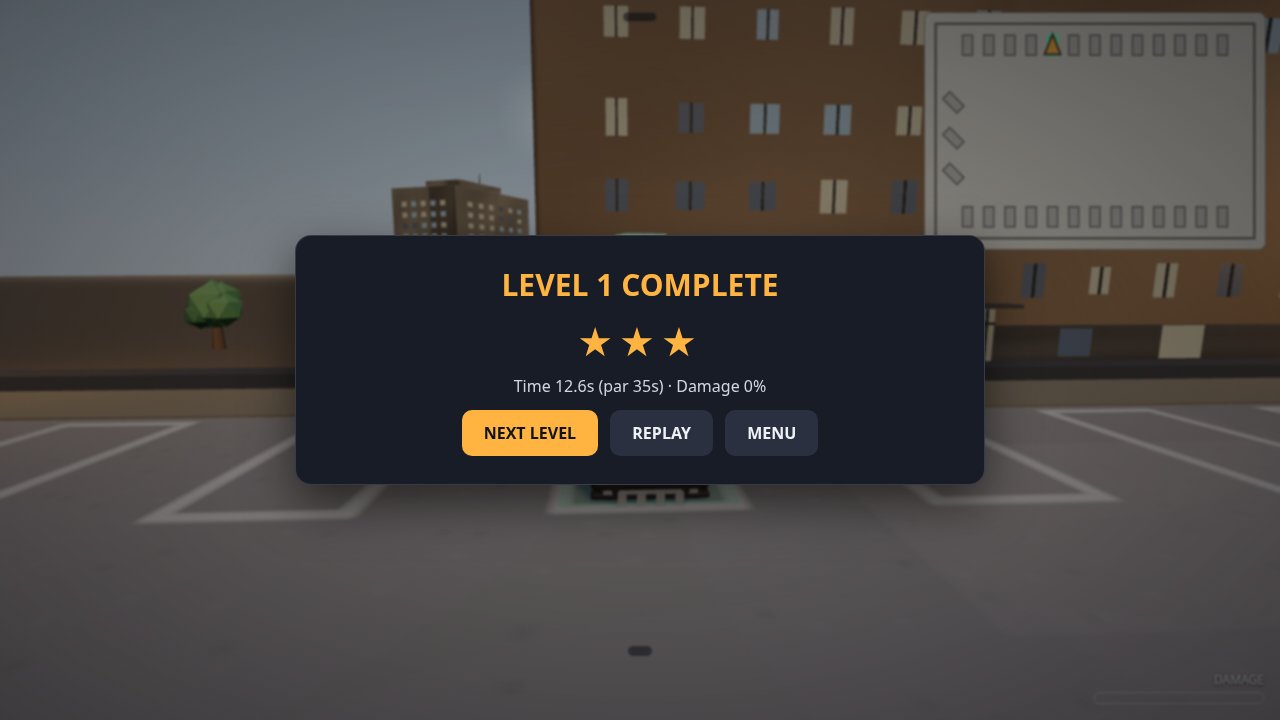 LEVEL 1 COMPLETE
★ ★ ★
Time 12.6s (par 35s) · Damage 0%
NEXT LEVEL
REPLAY
MENU
DAMAGE